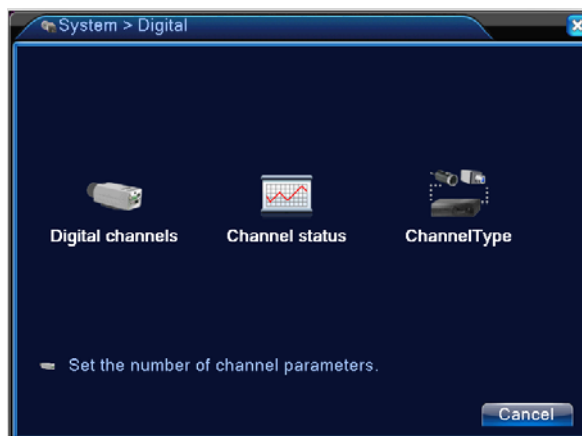 System > Digital
Digital channels
Channel status
ChannelType
Set the number of channel parameters.
Cancel